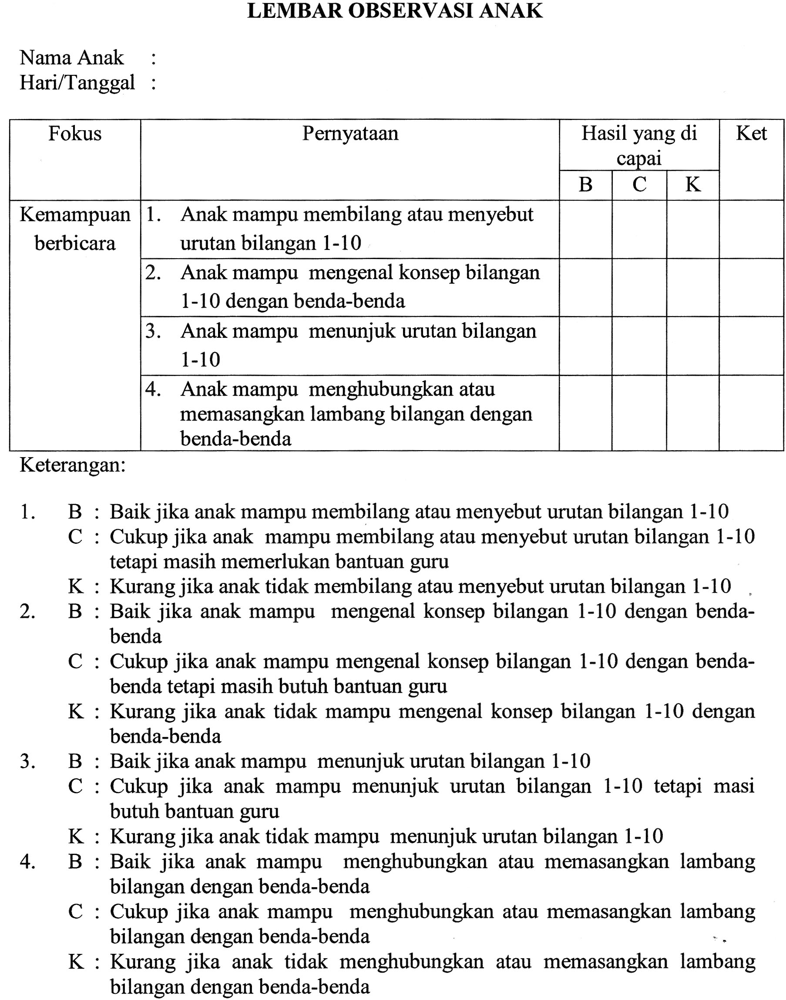 LEMBAR OBSERVASI ANAK
Nama Anak :
Hari/Tanggal :
Fokus Pernyataan Hasil yang di Ket
capai
B C K
Kemampuan 1. Anak mampu membilang atau menyebut
berbicara urutan bilangan 1-10
2. Anak mampu mengenal konsep bilangan
1-10 dengan benda-benda
3. Anak mampu menunjuk urutan bilangan
1-10
4. Anak mampu menghubungkan atau
memasangkan lambang bilangan dengan
benda-benda
Keterangan:
1. B : Baik jika anak mampu membilang atau menyebut urutan bilangan 1-10
C : Cukup jika anak mampu membilang atau menyebut urutan bilangan 1-10
tetapi masih memerlukan bantuan guru
K : Kurang jika anak tidak membilang atau menyebut urutan bilangan 1-10
2. B : Baik jika anak mampu mengenal konsep bilangan 1-10 dengan benda-
benda
C : Cukup jika anak mampu mengenal konsep bilangan 1-10 dengan benda-
benda tetapi masih butuh bantuan guru
K : Kurang jika anak tidak mampu mengenal konsep bilangan 1-10 dengan
benda-benda
3. B : Baik jika anak mampu menunjuk urutan bilangan 1-10
C : Cukup jika anak mampu menunjuk urutan bilangan 1-10 tetapi masi
butuh bantuan guru
K : Kurang jika anak tidak mampu menunjuk urutan bilangan 1-10
4. B : Baik jika anak mampu menghubungkan atau memasangkan lambang
bilangan dengan benda-benda
C : Cukup jika anak mampu menghubungkan atau memasangkan lambang
bilangan dengan benda-benda
K : Kurang jika anak tidak menghubungkan atau memasangkan lambang
bilangan dengan benda-benda